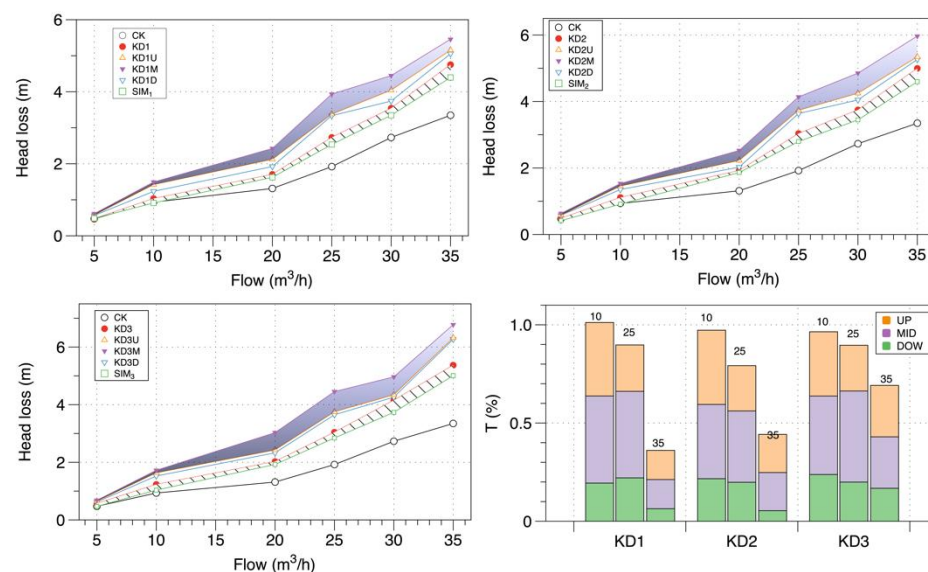 6
4
2
0
Head loss (m)
CK
KD1
KD1U
KD1M
KD1D
SIM₁
5 10 15 20 25 30 35
Flow (m³/h)
6
4
2
0
Head loss (m)
CK
KD2
KD2U
KD2M
KD2D
SIM₂
5 10 15 20 25 30 35
Flow (m³/h)
6
4
2
0
Head loss (m)
CK
KD3
KD3U
KD3M
KD3D
SIM₃
5 10 15 20 25 30 35
Flow (m³/h)
1.0
0.5
0
T (%)
UP
MID
DOW
10 25 35
10 25 35
10 25 35
KD1 KD2 KD3